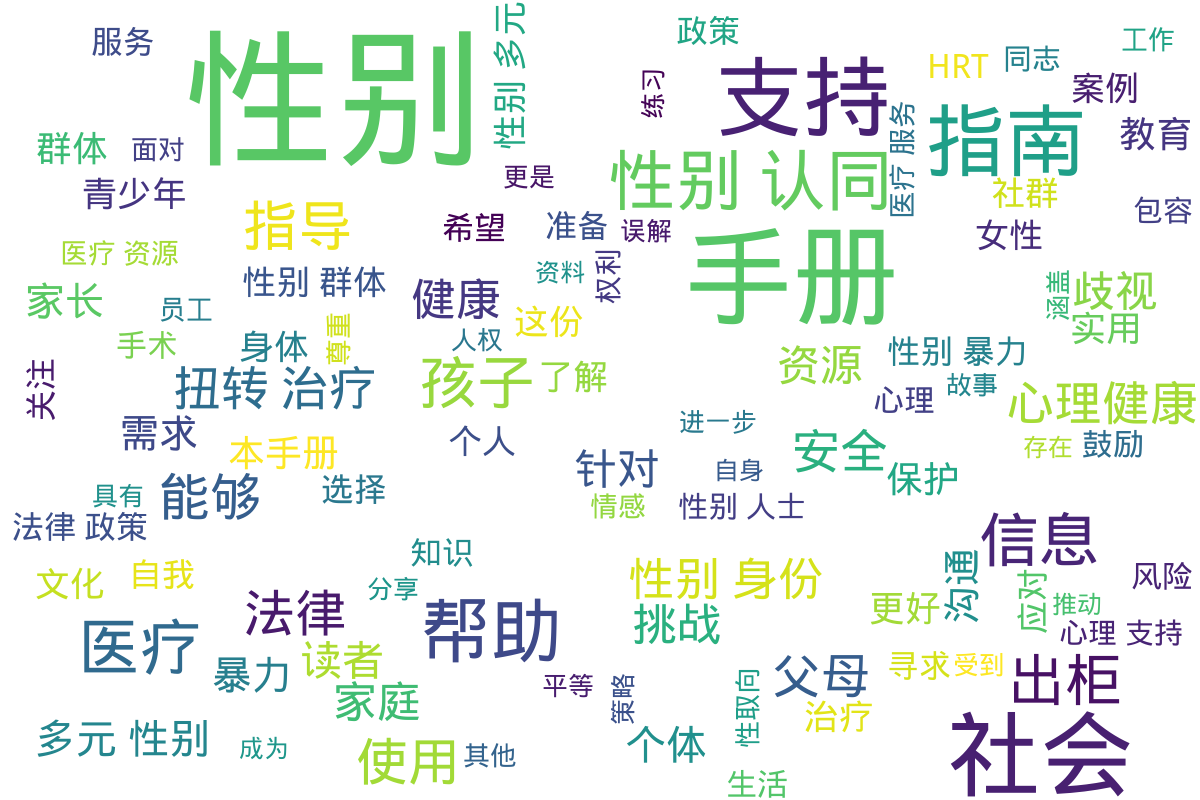 服务
性别
性别 多元
政策
支持
练习
HRT
同志
工作
案例
群体
面对
更是
性别 认同
医疗 服务
指南
教育
青少年
指导
希望
准备
误解
社群
女性
包容
医疗 资源
性别 群体
健康
资料
权利
手册
涵盖
歧视
家长
员工
尊重
这份
人权
实用
手术
身体
关注
扭转 治疗
孩子
了解
资源
性别 暴力
心理
故事
心理健康
需求
本手册
个人
进一步
安全
存在
鼓励
能够
选择
针对
自身
保护
具有
法律 政策
情感
性别 人士
信息
知识
文化
自我
分享
性别 身份
沟通
风险
法律
帮助
挑战
更好
应对
推动
心理 支持
医疗
暴力
读者
家庭
平等
策略
性取向
父母
寻求
受到
出柜
治疗
多元 性别
成为
使用
其他
个体
生活
社会